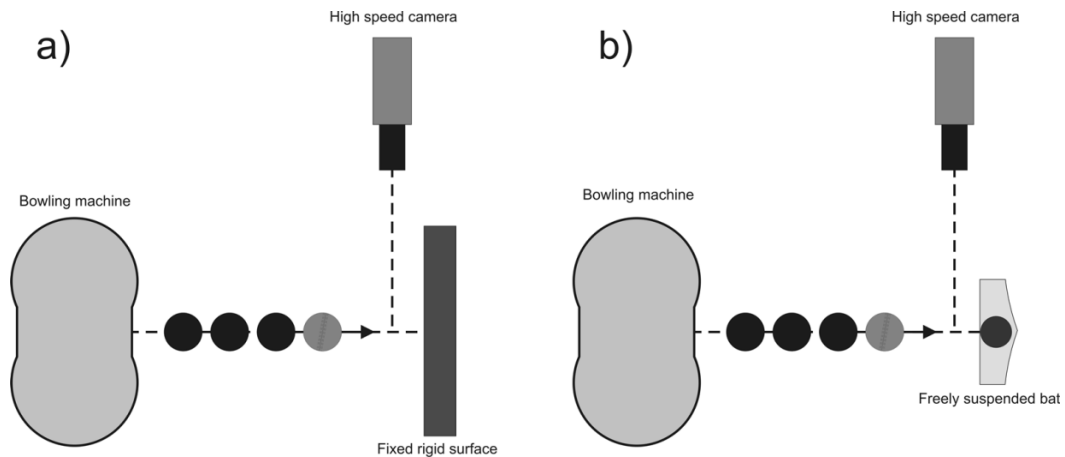 High speed camera
a)
Bowling machine
Fixed rigid surface
High speed camera
b)
Bowling machine
Freely suspended bat